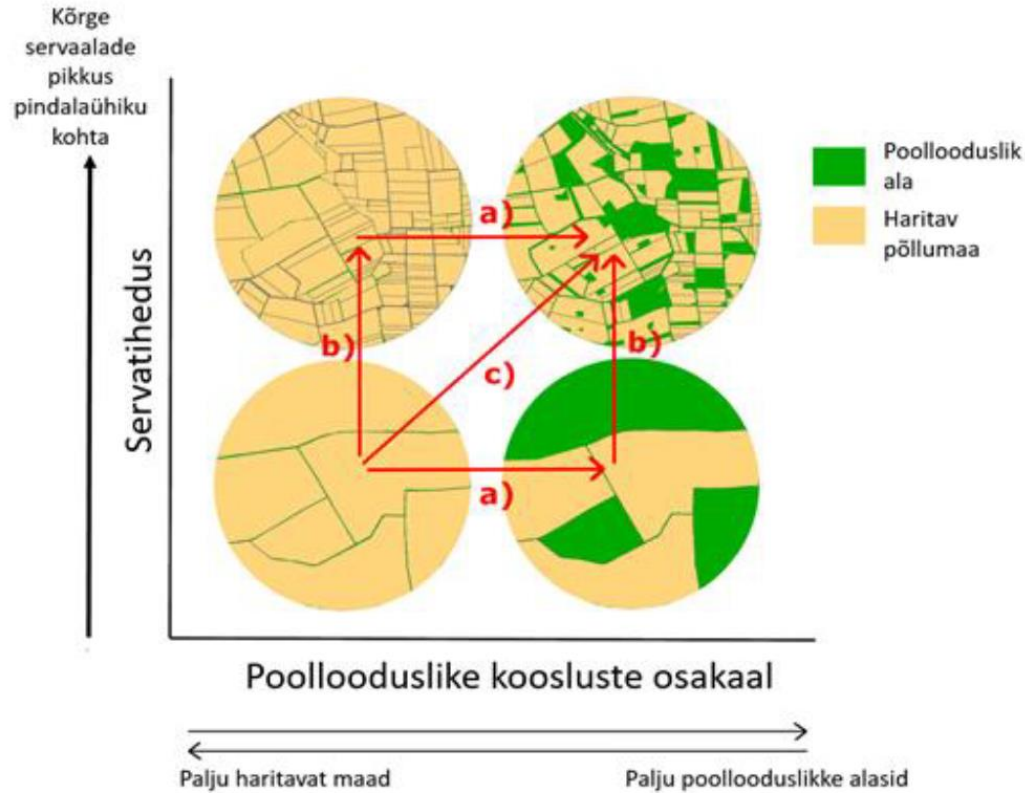 Kõrge
servaalade
pikkus
pindalaühiku
kohta
Servatihedus
a)
b)
c)
b)
a)
Poollooduslik
ala
Haritav
põllumaa
Poollooduslike koosluste osakaal
Palju haritavat maad
Palju poollooduslikke alasid